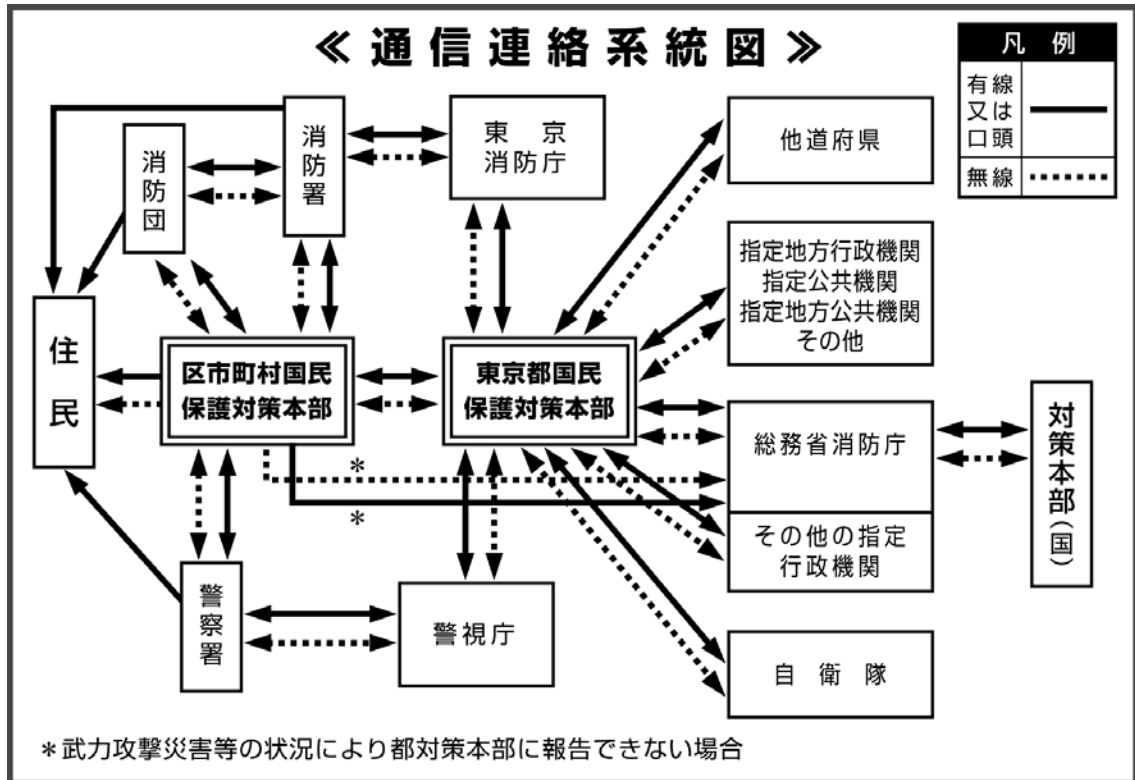 ≪通信連絡系統図≫
凡例
有線
又は
口頭
無線
消防団
消防署
東京
消防庁
他道府県
指定地方行政機関
指定公共機関
指定地方公共機関
その他
住民
区市町村国民
保護対策本部
東京都国民
保護対策本部
総務省消防庁
対策本部(国)
*
*
その他の指定
行政機関
警察署
警視庁
自衛隊
*武力攻撃災害等の状況により都対策本部に報告できない場合